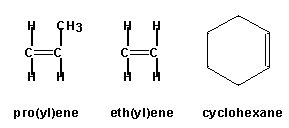 H CH3 H H
C=C C=C
H H H H
pro(yl)ene eth(yl)ene cyclohexane